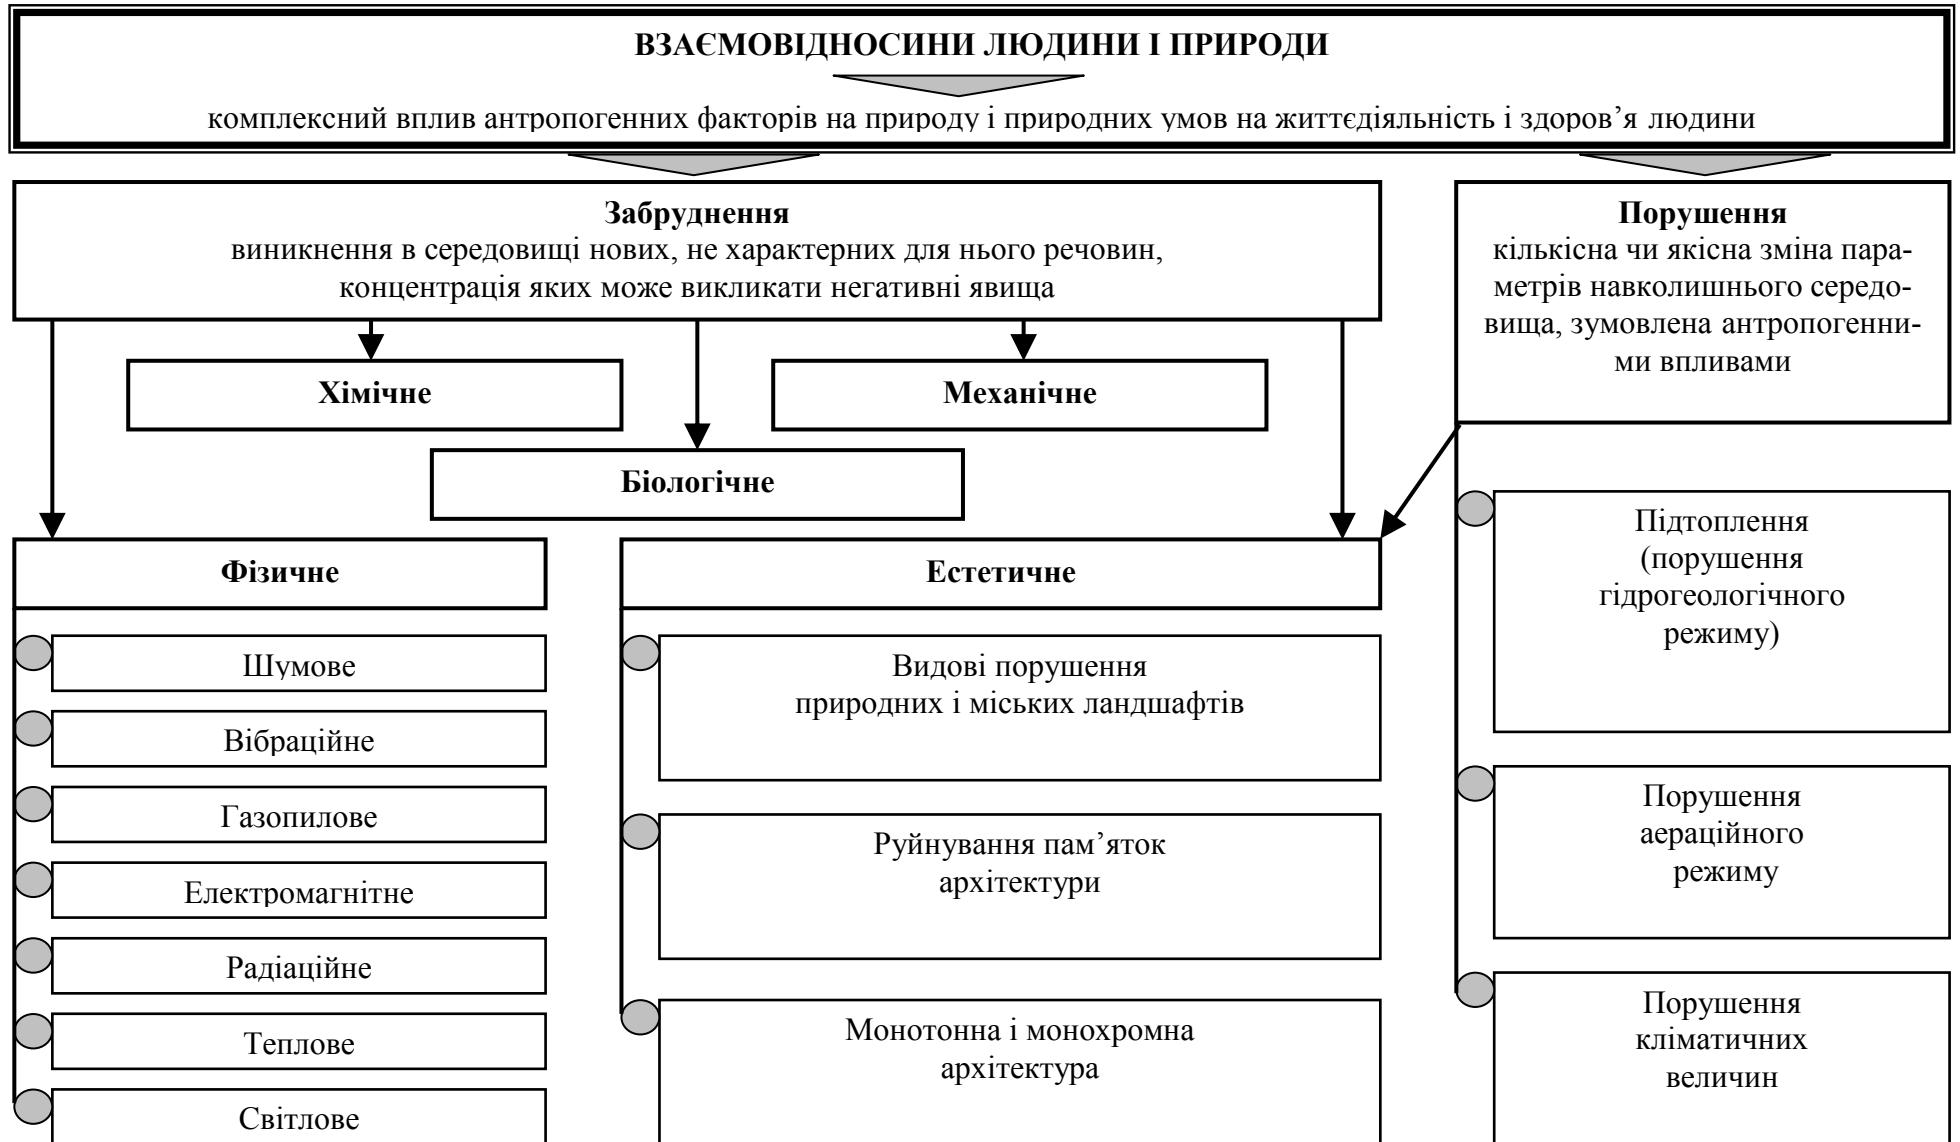 ВЗАЄМОВІДНОСИНИ ЛЮДИНИ І ПРИРОДИ
комплексний вплив антропогенних факторів на природу і природних умов на життєдіяльність і здоров’я людини
Забруднення
виникнення в середовищі нових, не характерних для нього речовин,
концентрація яких може викликати негативні явища
Порушення
кількісна чи якісна зміна пара-
метрів навколишнього середо-
вища, зумовлена антропогенни-
ми впливами
Хімічне
Механічне
Біологічне
Фізичне
Шумове
Вібраційне
Газопилове
Електромагнітне
Радіаційне
Теплове
Світлове
Естетичне
Видові порушення
природних і міських ландшафтів
Руйнування пам’яток
архітектури
Монотонна і монохромна
архітектура
Підтоплення
(порушення
гідрогеологічного
режиму)
Порушення
аераційного
режиму
Порушення
кліматичних
величин